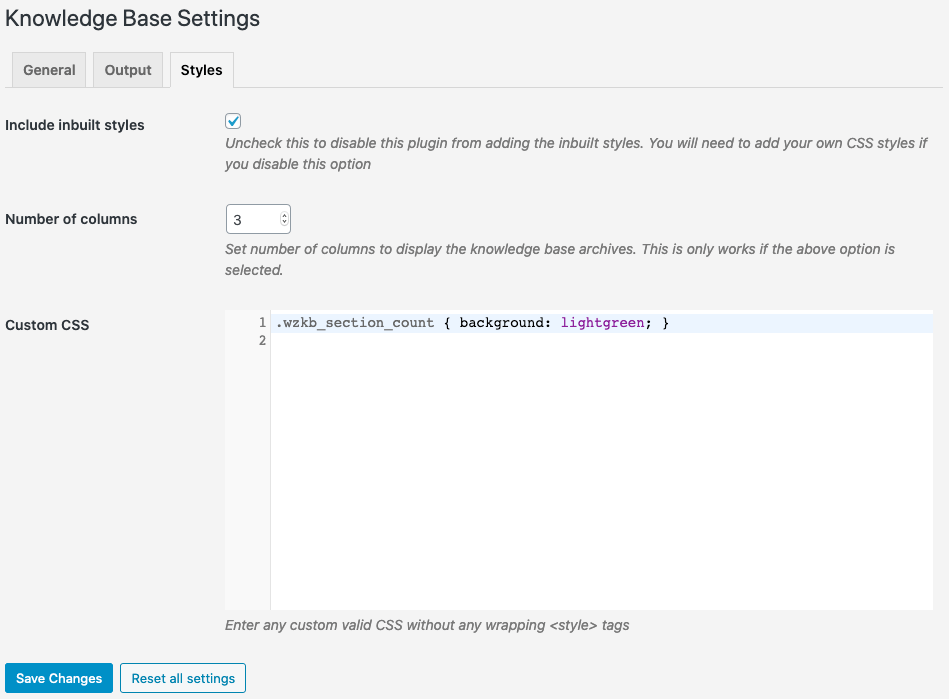 Knowledge Base Settings
General Output Styles
Include inbuilt styles
Uncheck this to disable this plugin from adding the inbuilt styles. You will need to add your own CSS styles if
you disable this option
Number of columns
3
Set number of columns to display the knowledge base archives. This is only works if the above option is
selected.
Custom CSS
1 .wzkb_section_count { background: lightgreen; }
2
Enter any custom valid CSS without any wrapping <style> tags
Save Changes Reset all settings